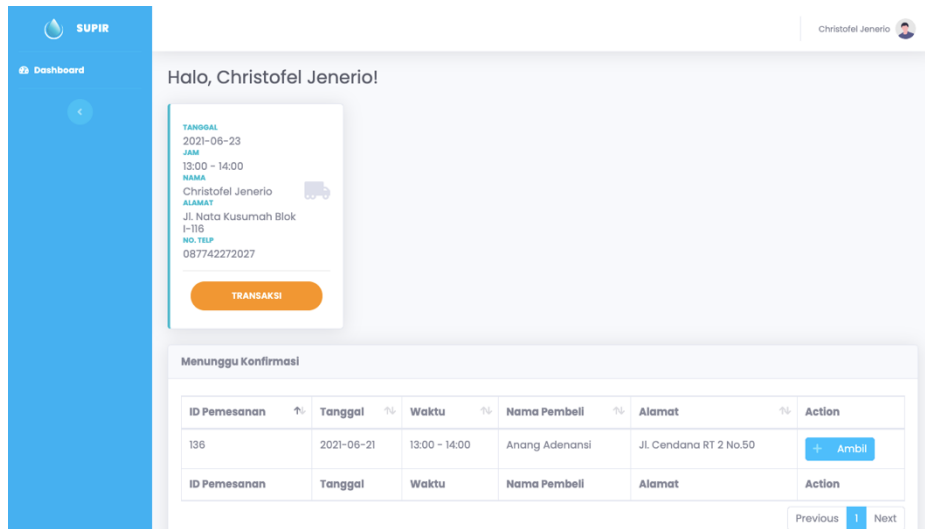 SUPIR
Christofel Jenerio
Dashboard
Halo, Christofel Jenerio!
TANGGAL
2021-06-23
JAM
13:00 - 14:00
NAMA
Christofel Jenerio
ALAMAT
Jl. Nata Kusumah Blok
I-116
NO. TELP
087742272027
TRANSAKSI
Menunggu Konfirmasi
ID Pemesanan Tanggal Waktu Nama Pembeli Alamat Action
136 2021-06-21 13:00 - 14:00 Anang Adenansi Jl. Cendana RT 2 No.50 + Ambil
ID Pemesanan Tanggal Waktu Nama Pembeli Alamat Action
Previous 1 Next